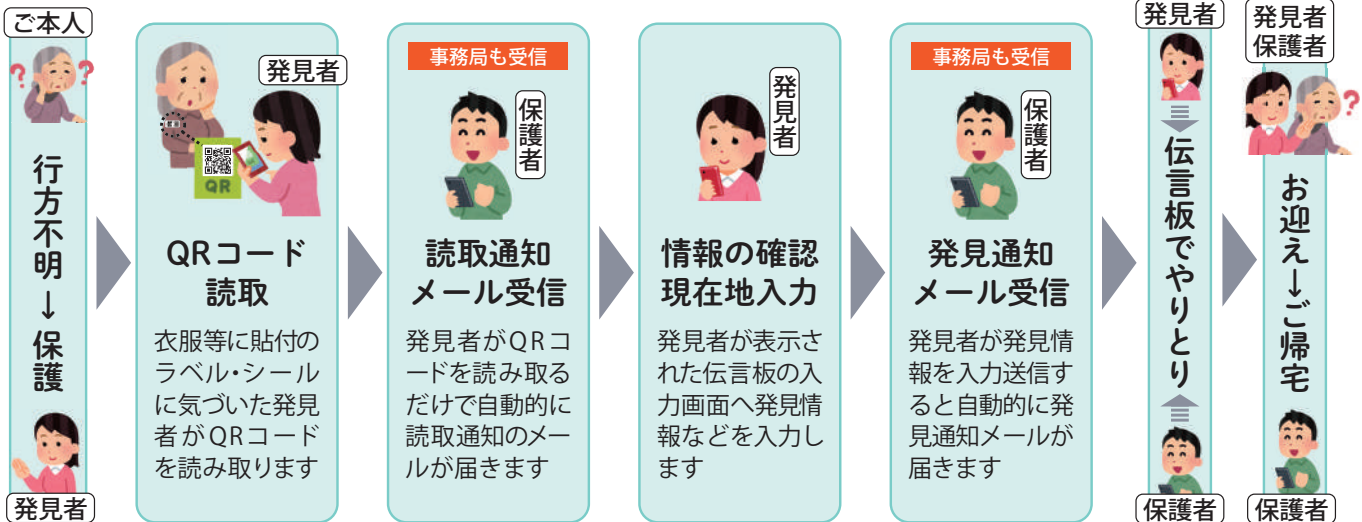 ご本人
行方不明→保護
発見者
発見者
QR
QRコード
読取
衣服等に貼付の
ラベル・シール
に気づいた発見
者がQRコード
を読み取ります
事務局も受信
保護者
読取通知
メール受信
発見者がQRコ
ードを読み取る
だけで自動的に
読取通知のメー
ルが届きます
発見者
情報の確認
現在地入力
発見者が表示さ
れた伝言板の入
力画面へ発見情
報などを入力し
ます
事務局も受信
保護者
発見通知
メール受信
発見者が発見情
報を入力送信す
ると自動的に発
見通知メールが
届きます
発見者
伝言板でやりとり
保護者
発見者
保護者
お迎え→ご帰宅
保護者